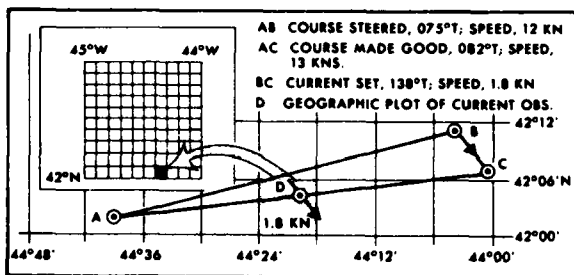 AB COURSE STEERED, 075°T; SPEED, 12 KN
AC COURSE MADE GOOD, 082°T; SPEED,
13 KNS.
BC CURRENT SET, 138°T; SPEED, 1.8 KN
D GEOGRAPHIC PLOT OF CURRENT OBS.
45°W 44°W
42°N
42°12'
B
C
42°06'N
D
A
1.8 KN
42°00'
44°48' 44°36' 44°24' 44°12' 44°00'